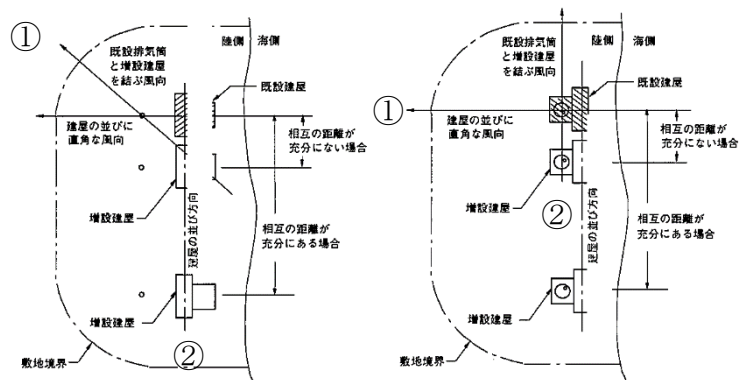 ①
既設排気筒
と増設建屋
を結ぶ風向
陸側
海側
既設建屋
建屋の並びに
直角な風向
相互の距離が
充分にない場合
増設建屋
建屋の並び方向
相互の距離が
充分にある場合
増設建屋
敷地境界
②
既設排気筒
と増設建屋
を結ぶ風向
陸側
海側
既設建屋
①
建屋の並びに
直角な風向
相互の距離が
充分にない場合
増設建屋
②
建屋の並び方向
相互の距離が
充分にある場合
増設建屋
敷地境界